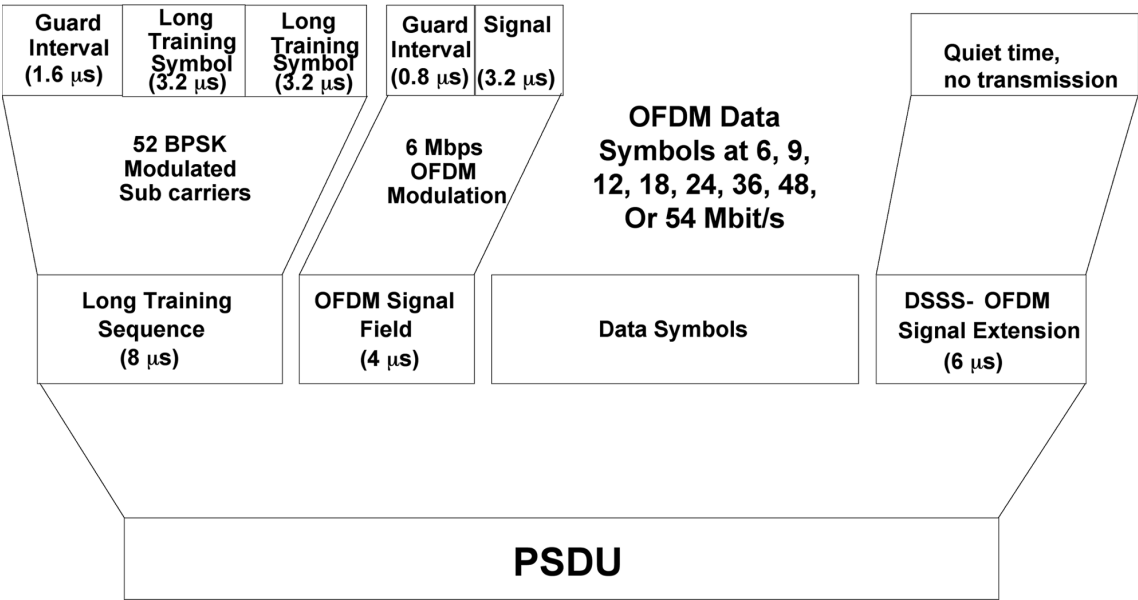 Guard
Interval
(1.6 μs)
Long
Training
Symbol
(3.2 μs)
Long
Training
Symbol
(3.2 μs)
Guard
Interval
(0.8 μs)
Signal
(3.2 μs)
Quiet time,
no transmission
52 BPSK
Modulated
Sub carriers
6 Mbps
OFDM
Modulation
OFDM Data
Symbols at 6, 9,
12, 18, 24, 36, 48,
Or 54 Mbit/s
Long Training
Sequence
(8 μs)
OFDM Signal
Field
(4 μs)
Data Symbols
DSSS- OFDM
Signal Extension
(6 μs)
PSDU